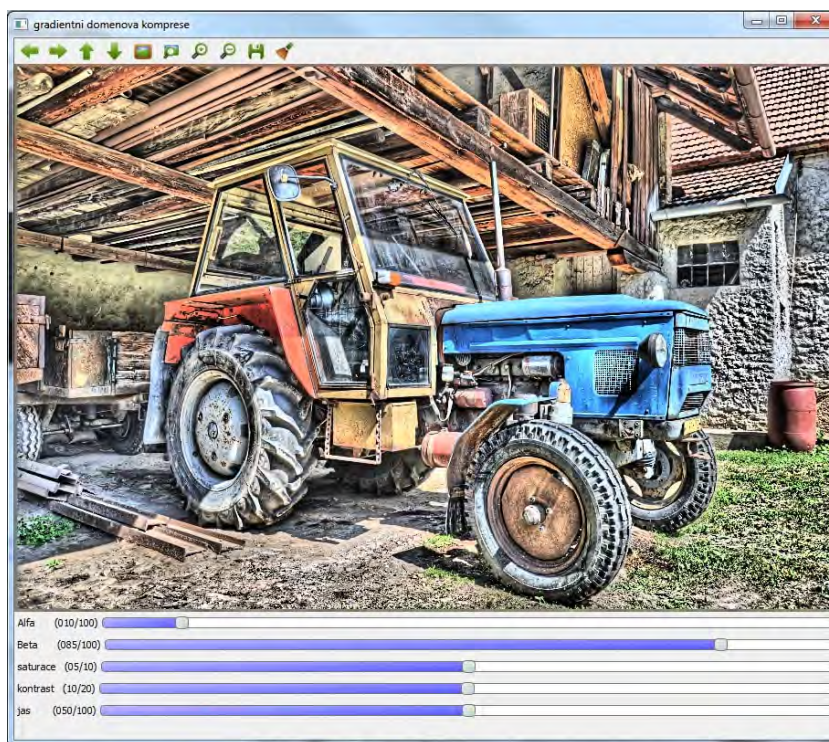 gradientni domenova komprese
Alfa (010/100)
Beta (085/100)
saturace (05/10)
kontrast (10/20)
jas (050/100)